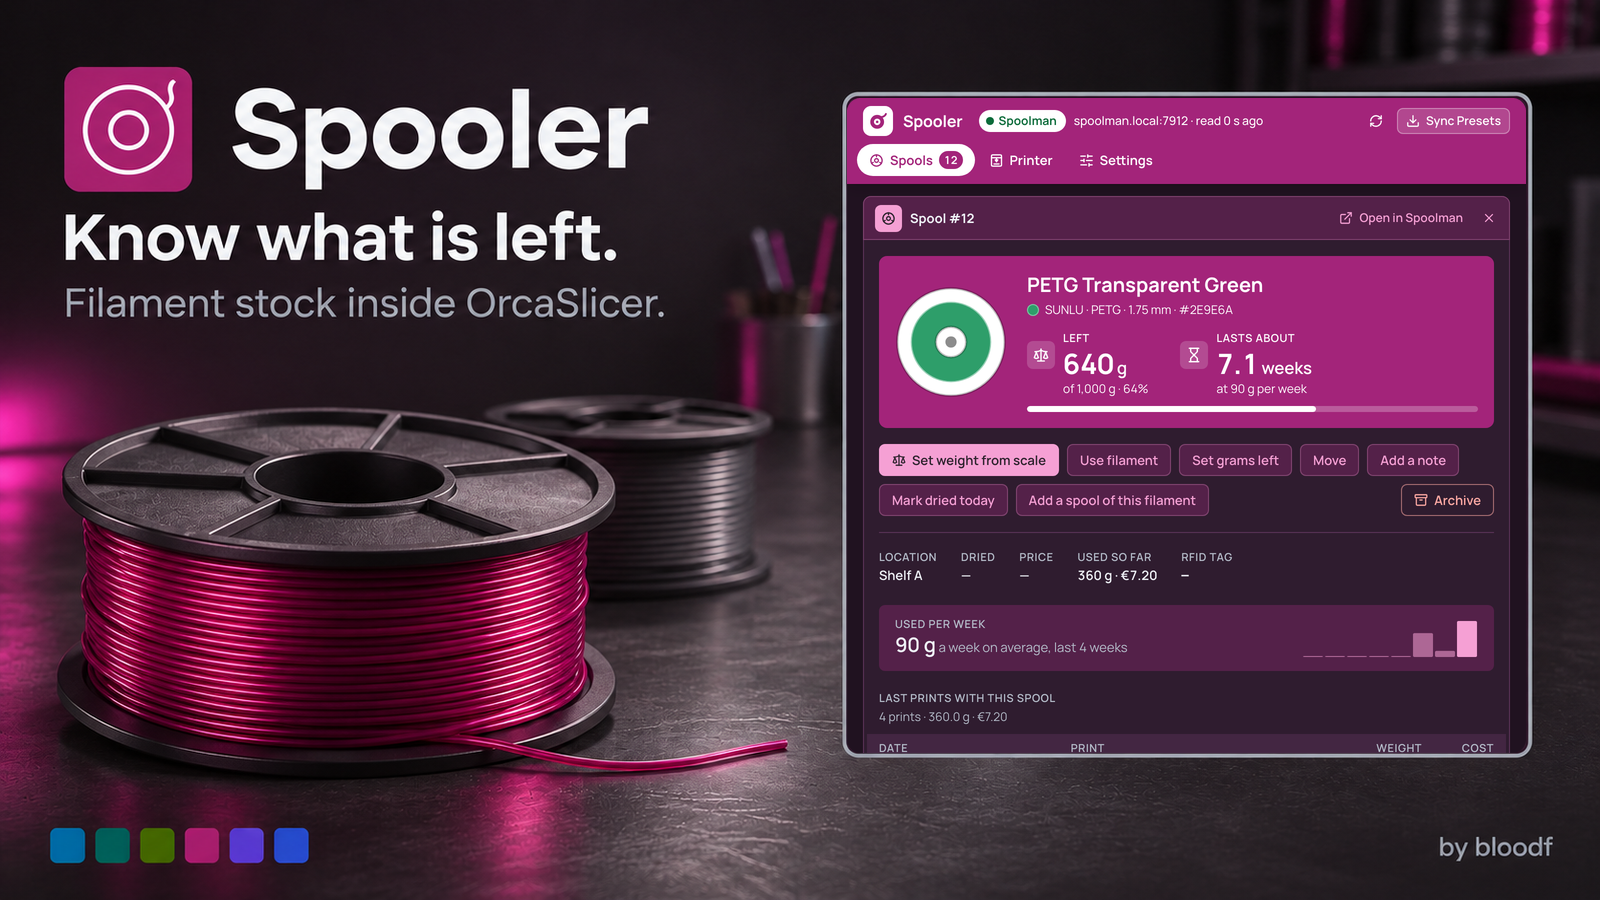 Spooler
Know what is left.
Filament stock inside OrcaSlicer.
Spooler
Spoolman
spoolman.local:7912 · read 0 s ago
Sync Presets
Spools 12
Printer
Settings
Spool #12
Open in Spoolman
PETG Transparent Green
SUNLU · PETG · 1.75 mm · #2E9E6A
LEFT
640 g
of 1,000 g · 64%
LASTS ABOUT
7.1 weeks
at 90 g per week
Set weight from scale
Use filament
Set grams left
Move
Add a note
Mark dried today
Add a spool of this filament
Archive
LOCATION
Shelf A
DRIED
–
PRICE
–
USED SO FAR
360 g · €7.20
RFID TAG
–
USED PER WEEK
90 g a week on average, last 4 weeks
LAST PRINTS WITH THIS SPOOL
4 prints · 360.0 g · €7.20
DATE PRINT WEIGHT COST
by bloodf